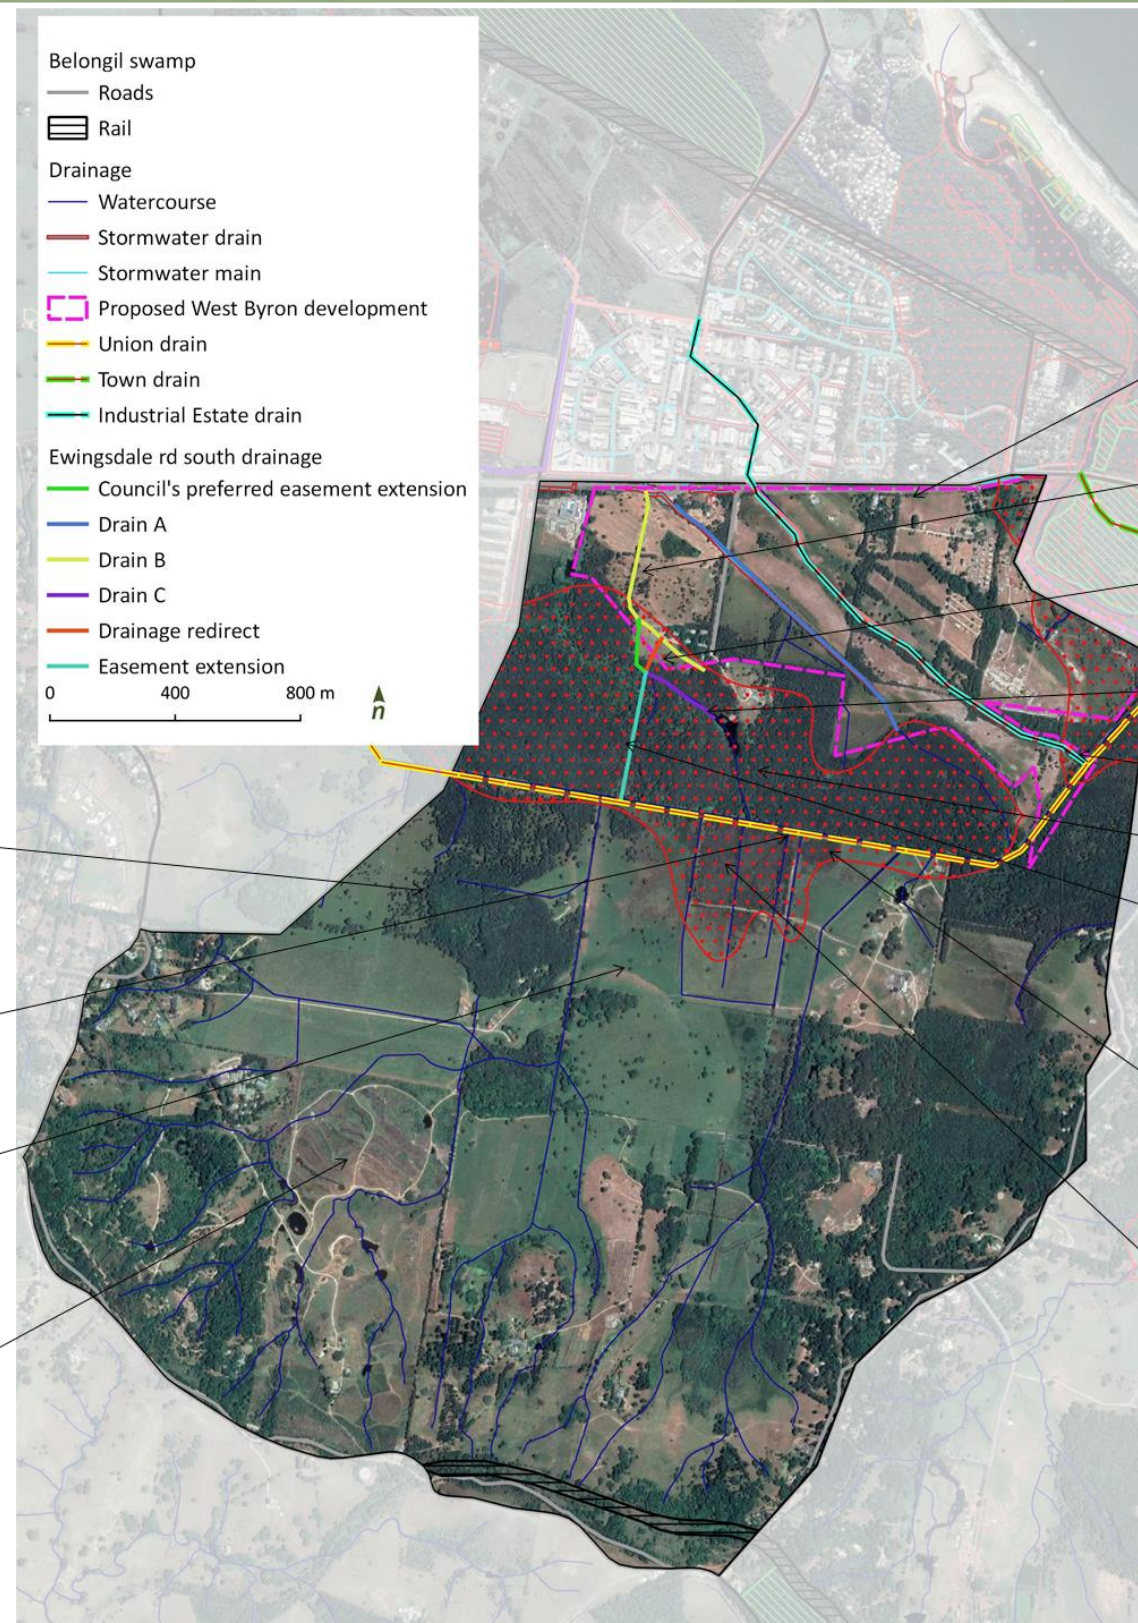 Belongil swamp
Roads
Rail
Drainage
Watercourse
Stormwater drain
Stormwater main
Proposed West Byron development
Union drain
Town drain
Industrial Estate drain
Ewingsdale rd south drainage
Council's preferred easement extension
Drain A
Drain B
Drain C
Drainage redirect
Easement extension
0 400 800 m
n